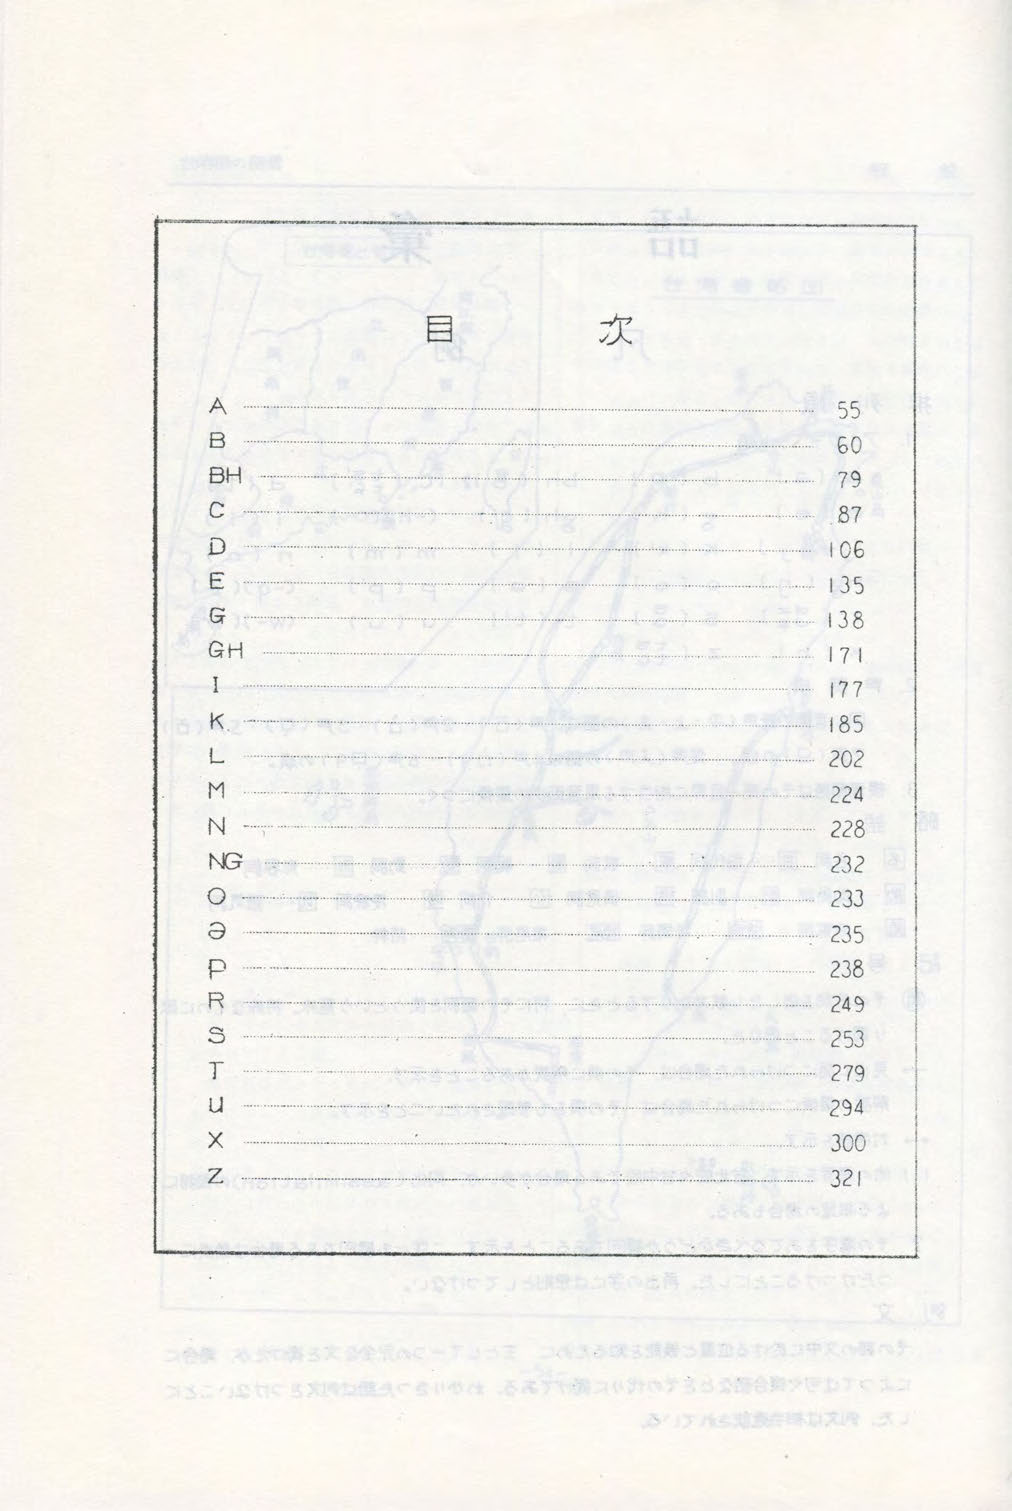 目 次
A 55
B 60
BH 79
C 87
D 106
E 135
G 138
GH 171
I 177
K 185
L 202
M 224
N 228
NG 232
O 233
Ə 235
P 238
R 249
S 253
T 279
U 294
X 300
Z 321